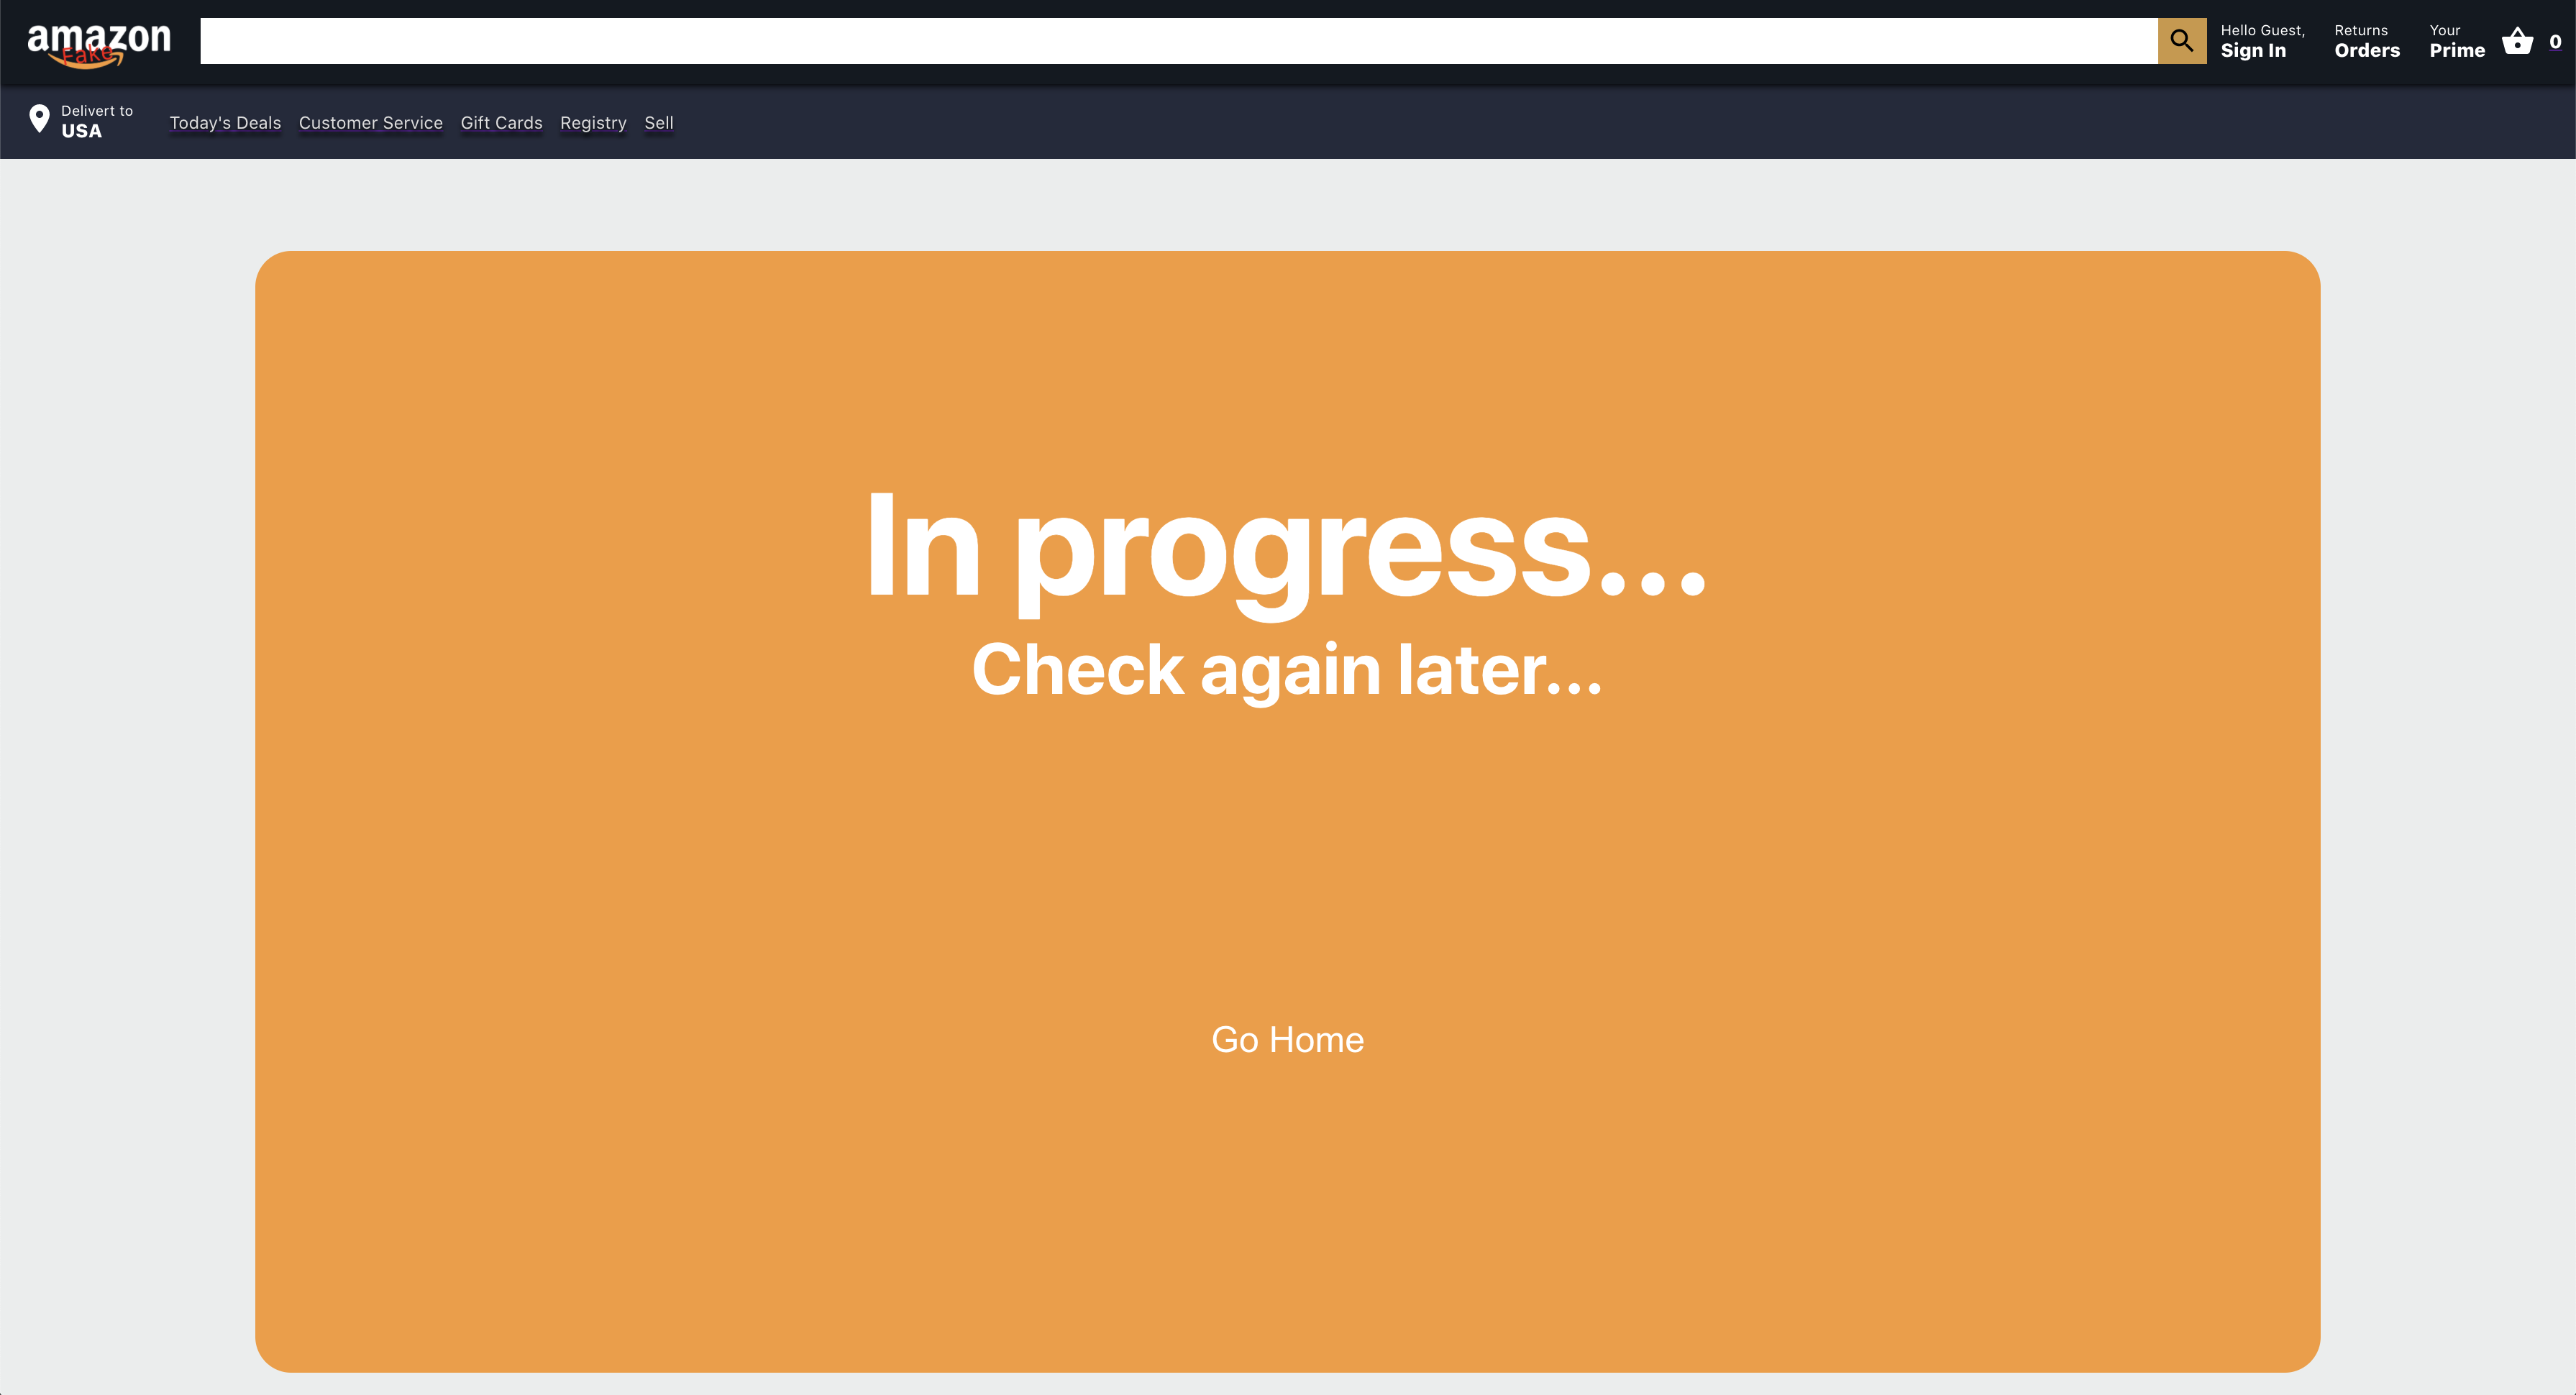 amazon
Fake
Hello Guest,
Sign In
Returns
Orders
Your
Prime
0
Delivert to
USA
Today's Deals
Customer Service
Gift Cards
Registry
Sell
In progress...
Check again later...
Go Home